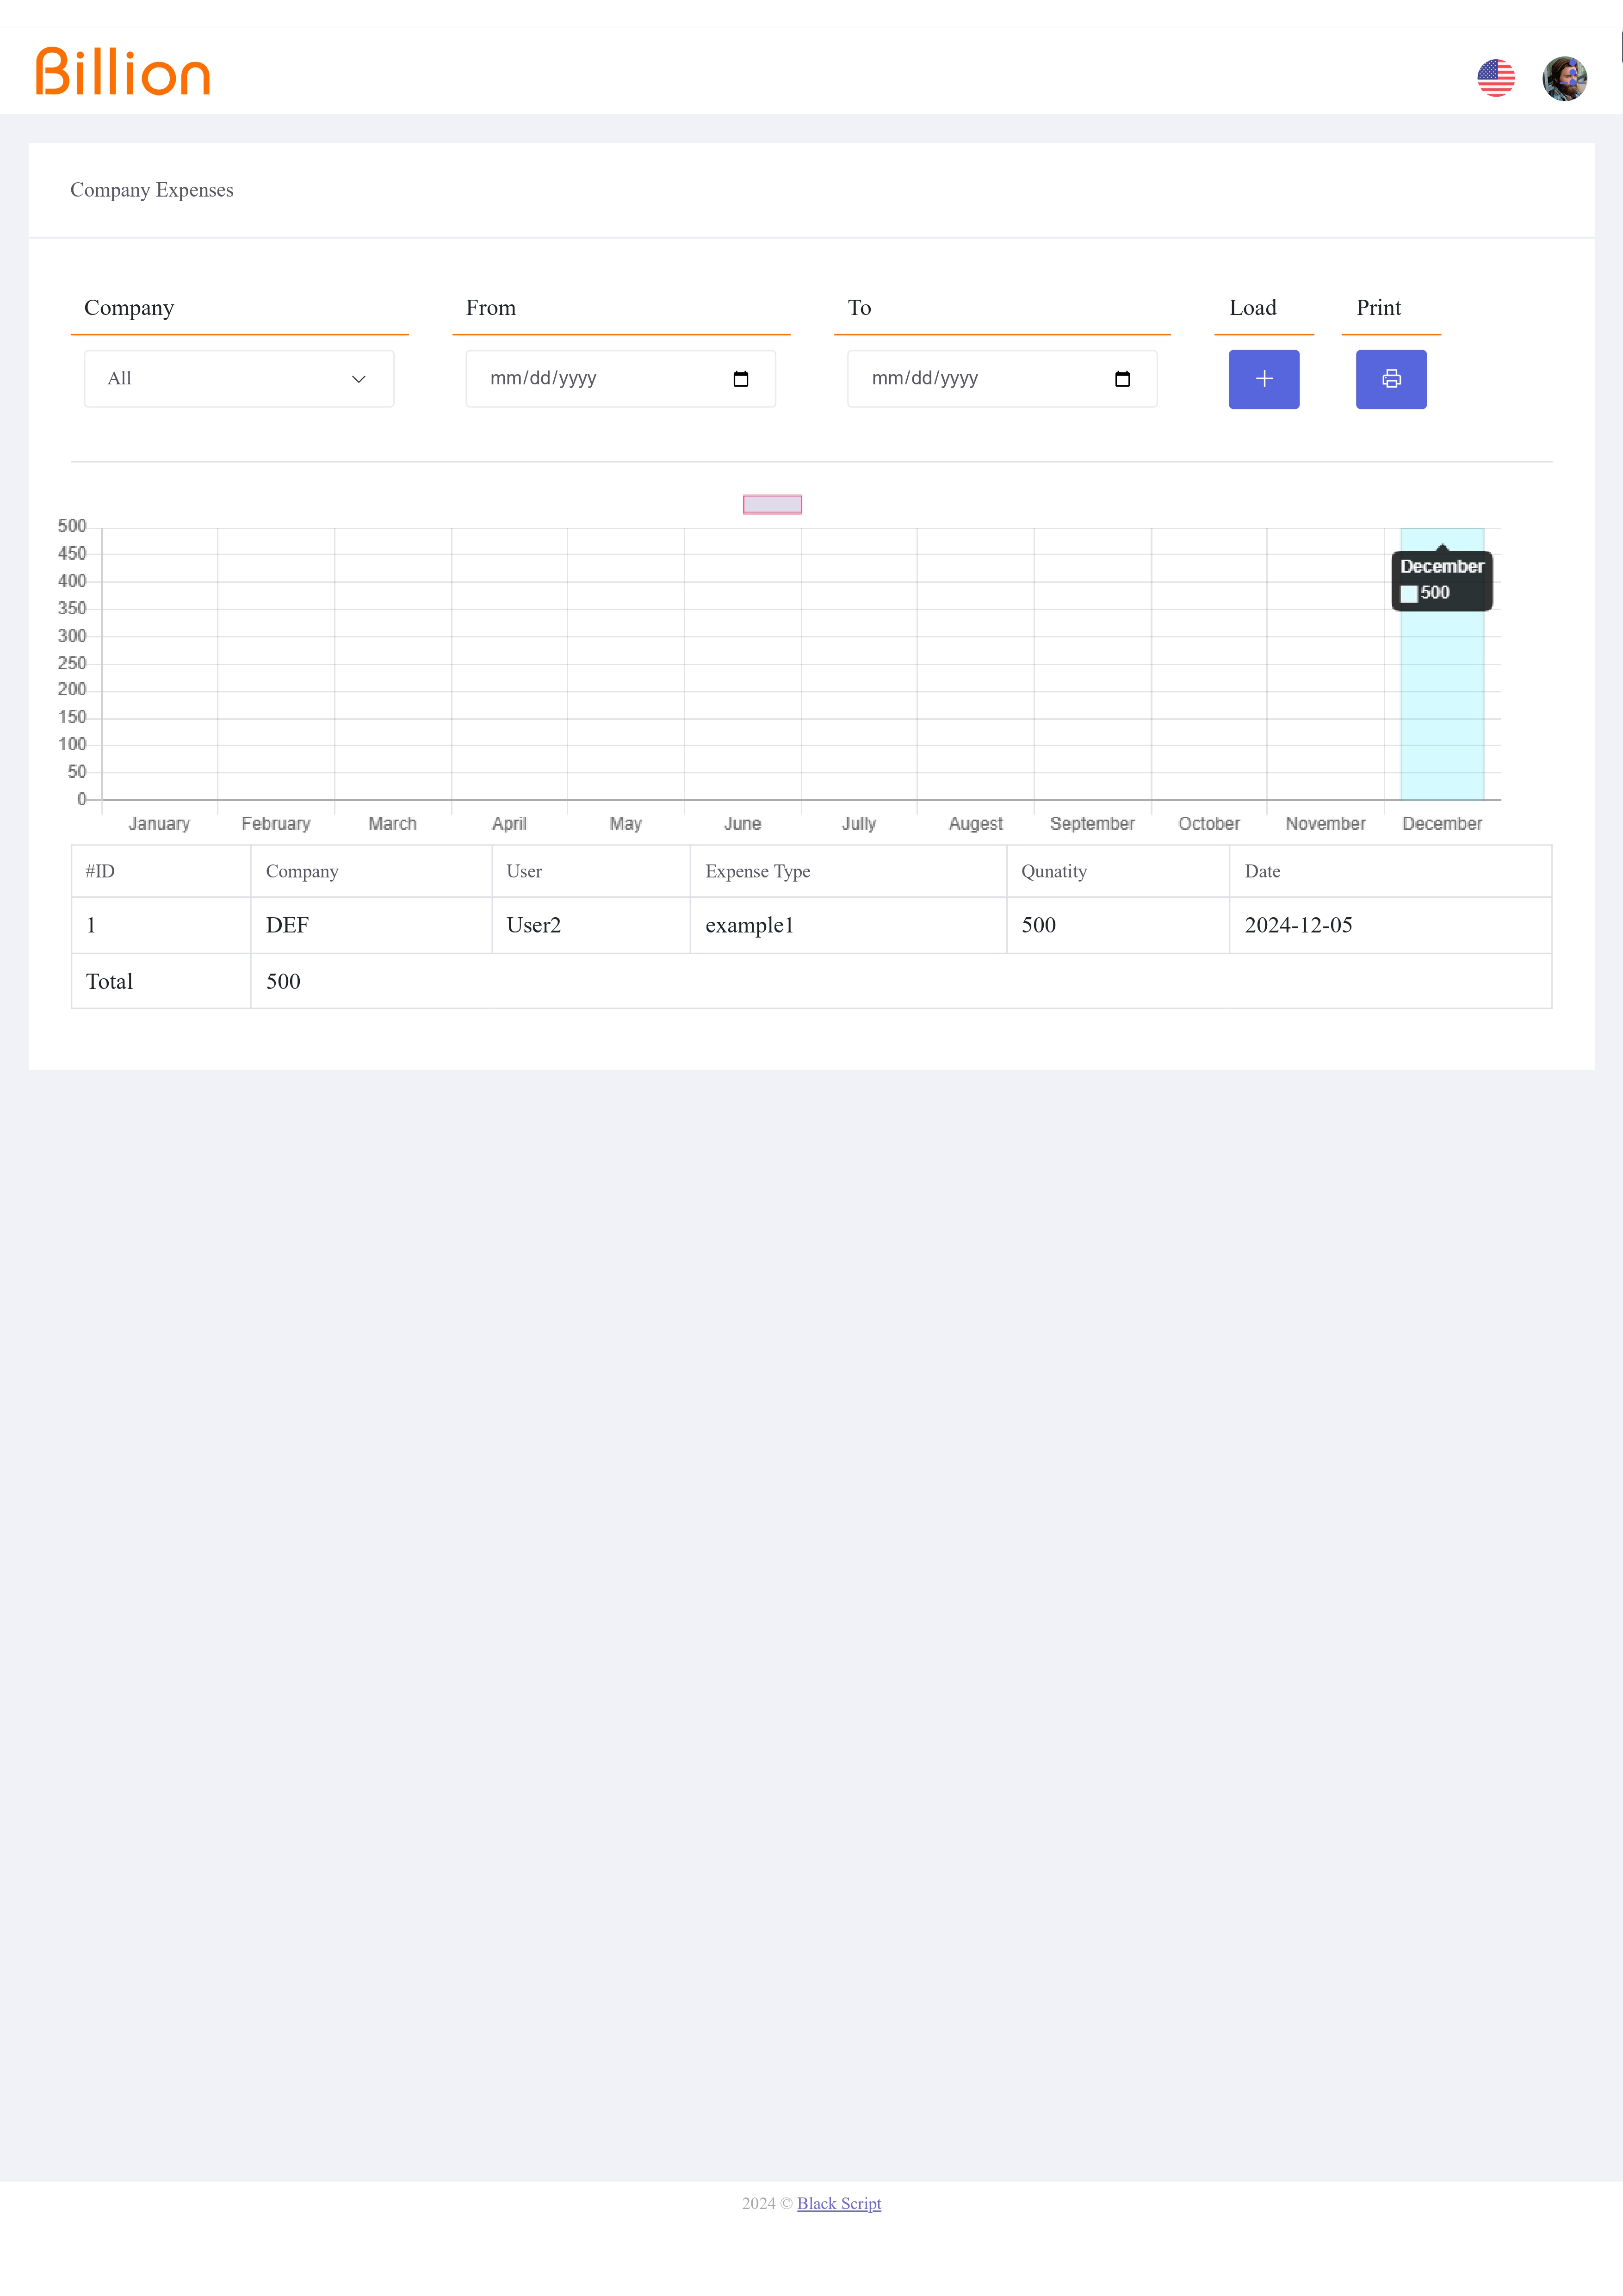 Billion
Company Expenses
Company From To Load Print
All mm/dd/yyyy mm/dd/yyyy
500
450
400
350
300
250
200
150
100
50
0
December
500
January February March April May June Jully Augest September October November December
#ID Company User Expense Type Qunatity Date
1 DEF User2 example1 500 2024-12-05
Total 500
2024 © Black Script